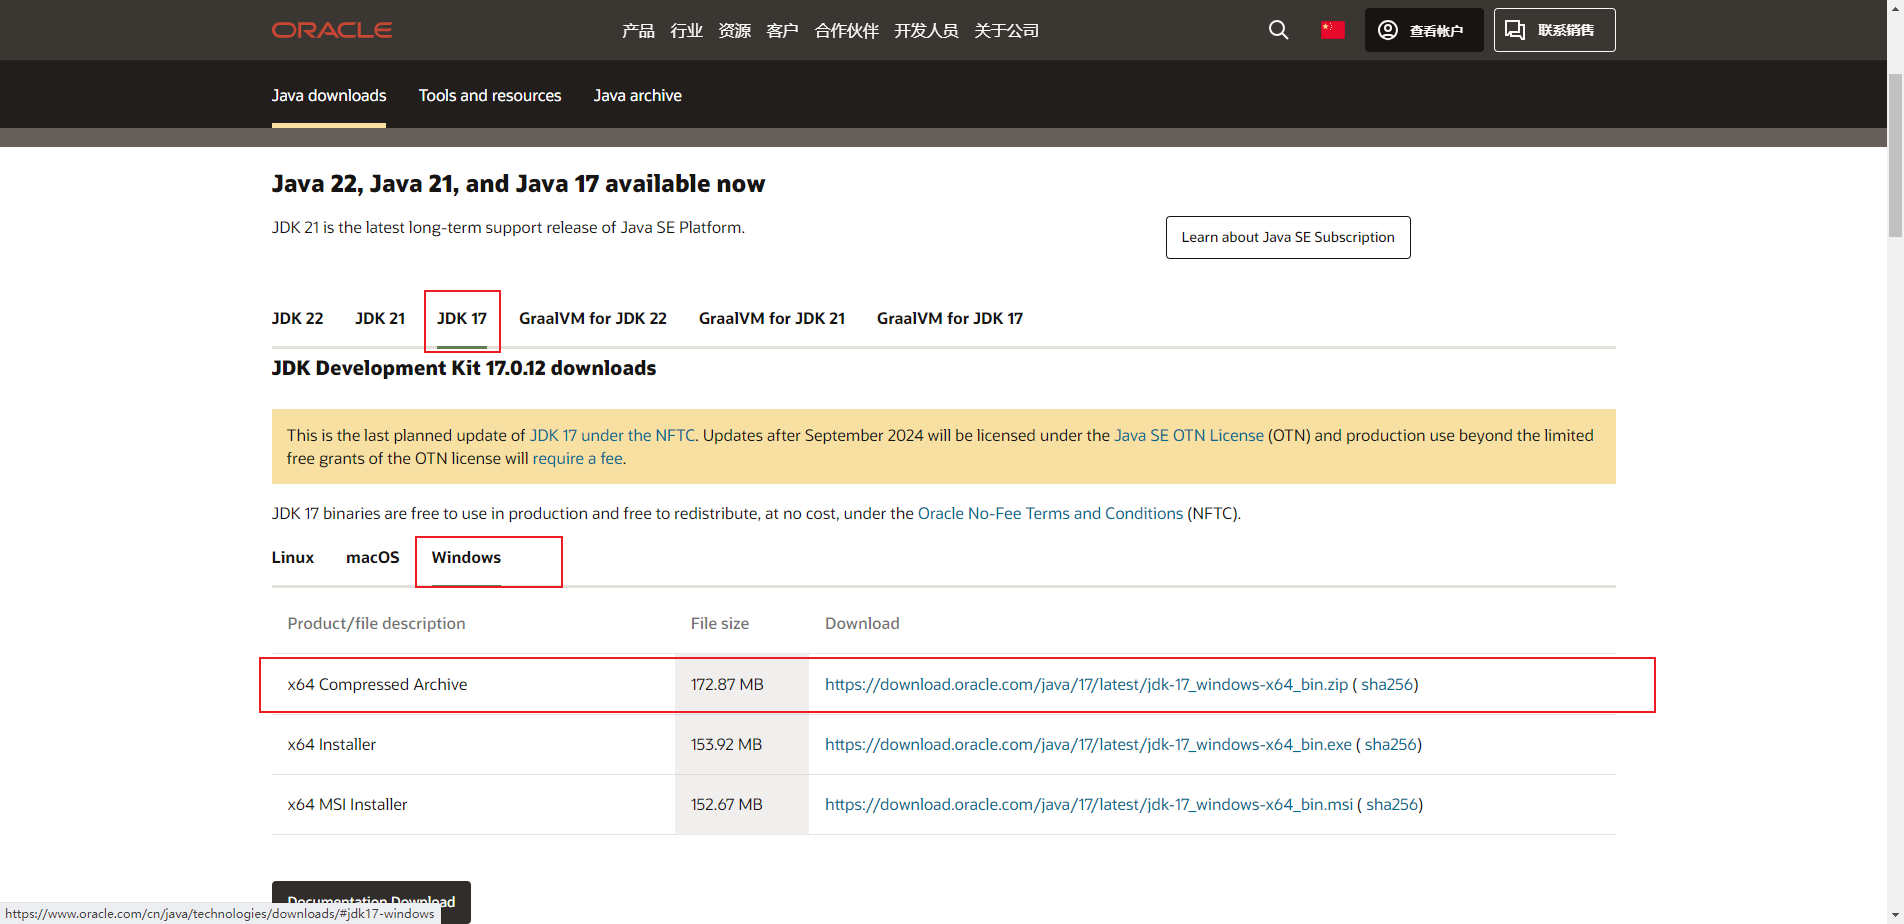 ORACLE 产品 行业 资源 客户 合作伙伴 开发人员 关于公司 查看帐户 联系销售
Java downloads Tools and resources Java archive
Java 22, Java 21, and Java 17 available now
JDK 21 is the latest long-term support release of Java SE Platform.
Learn about Java SE Subscription
JDK 22 JDK 21 JDK 17 GraalVM for JDK 22 GraalVM for JDK 21 GraalVM for JDK 17
JDK Development Kit 17.0.12 downloads
This is the last planned update of JDK 17 under the NFTC. Updates after September 2024 will be licensed under the Java SE OTN License (OTN) and production use beyond the limited
free grants of the OTN license will require a fee.
JDK 17 binaries are free to use in production and free to redistribute, at no cost, under the Oracle No-Fee Terms and Conditions (NFTC).
Linux macOS Windows
Product/file description File size Download
x64 Compressed Archive 172.87 MB https://download.oracle.com/java/17/latest/jdk-17_windows-x64_bin.zip ( sha256)
x64 Installer 153.92 MB https://download.oracle.com/java/17/latest/jdk-17_windows-x64_bin.exe ( sha256)
x64 MSI Installer 152.67 MB https://download.oracle.com/java/17/latest/jdk-17_windows-x64_bin.msi ( sha256)
Documentation Download
https://www.oracle.com/cn/java/technologies/downloads/#jdk17-windows